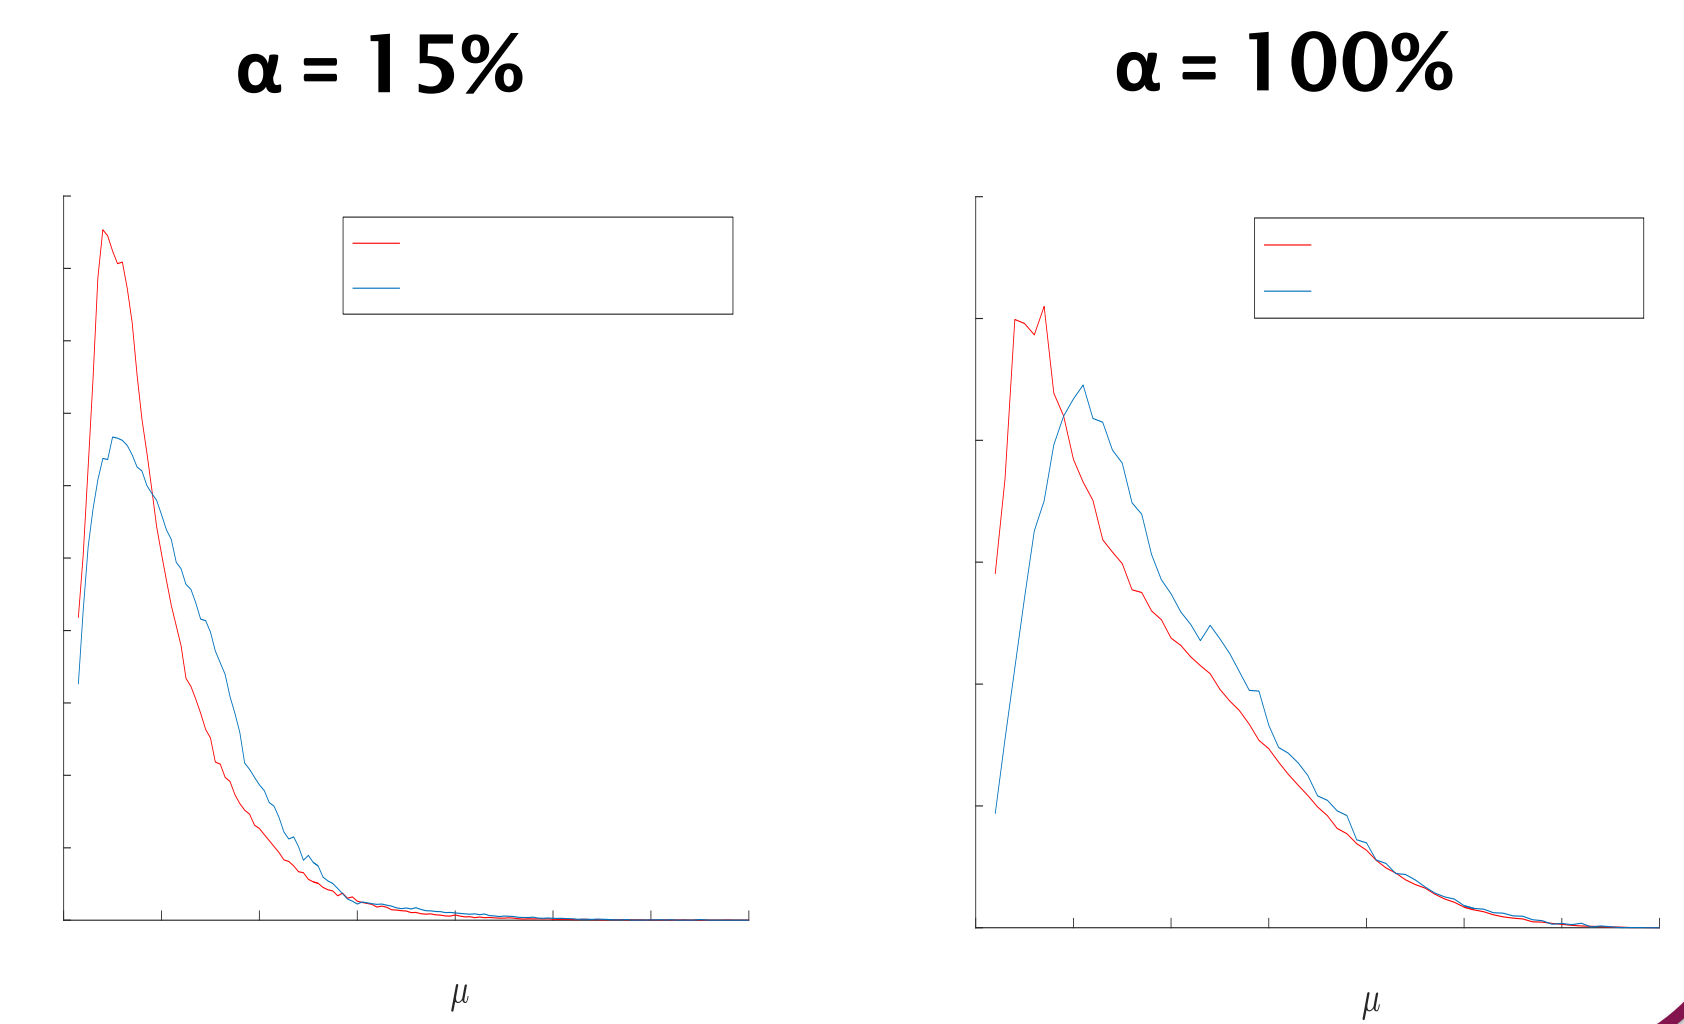 α = 15%
α = 100%
μ
μ